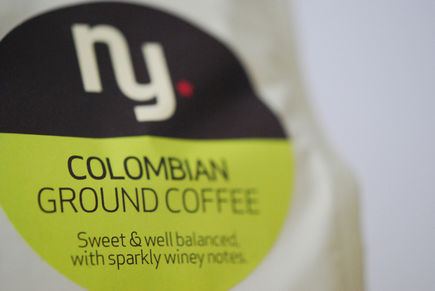 ny.
COLOMBIAN
GROUND COFFEE
Sweet & well balanced,
with sparkly winey notes.